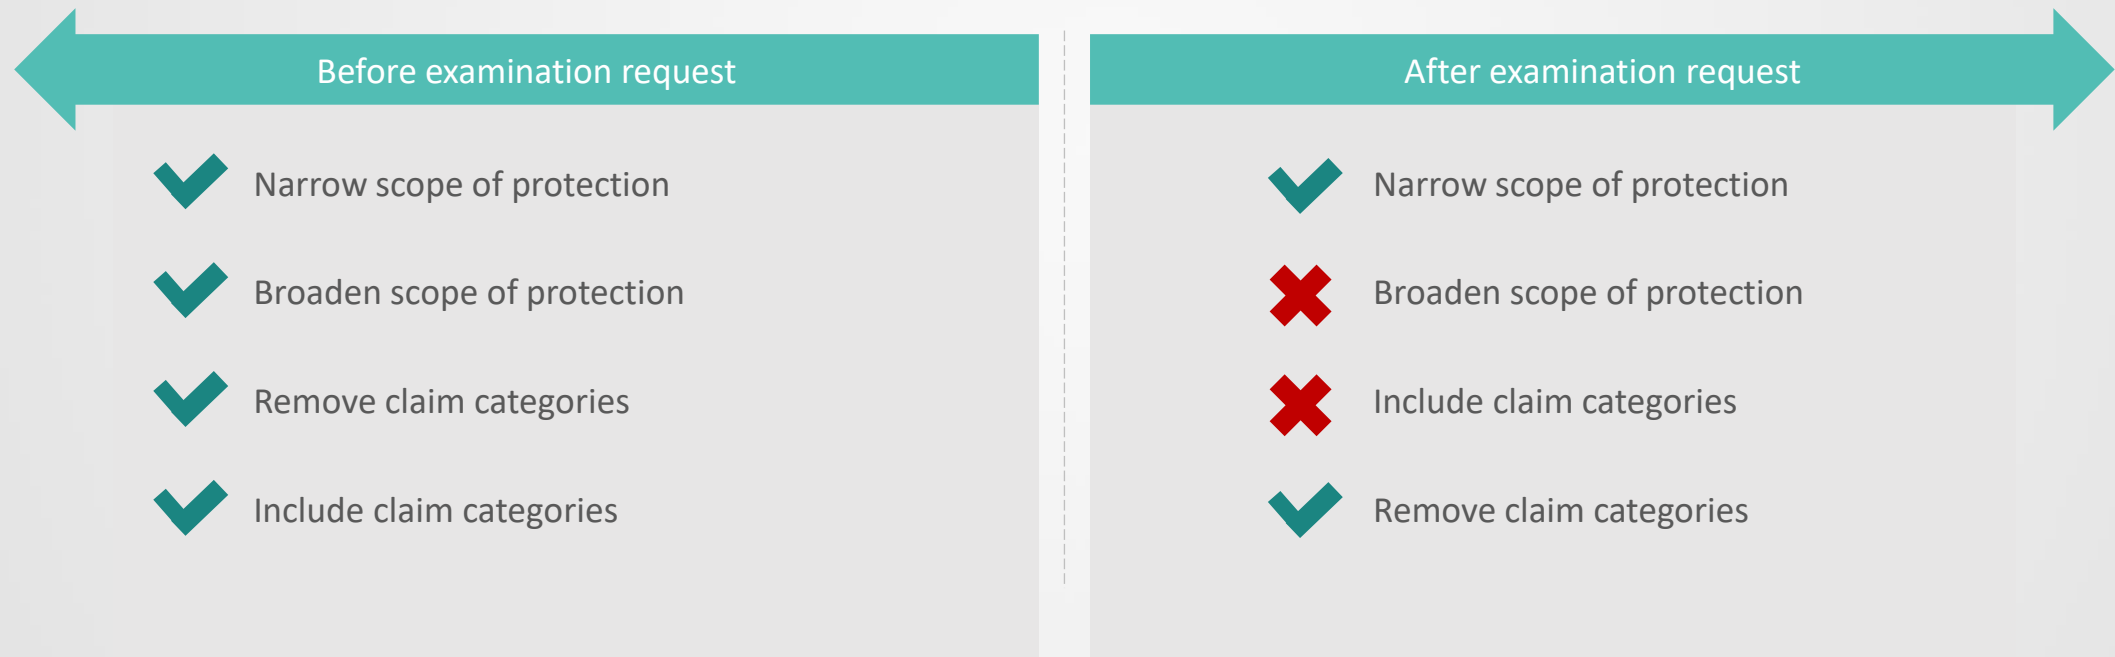 Before examination request
Narrow scope of protection
Broaden scope of protection
Remove claim categories
Include claim categories
After examination request
Narrow scope of protection
Broaden scope of protection
Include claim categories
Remove claim categories